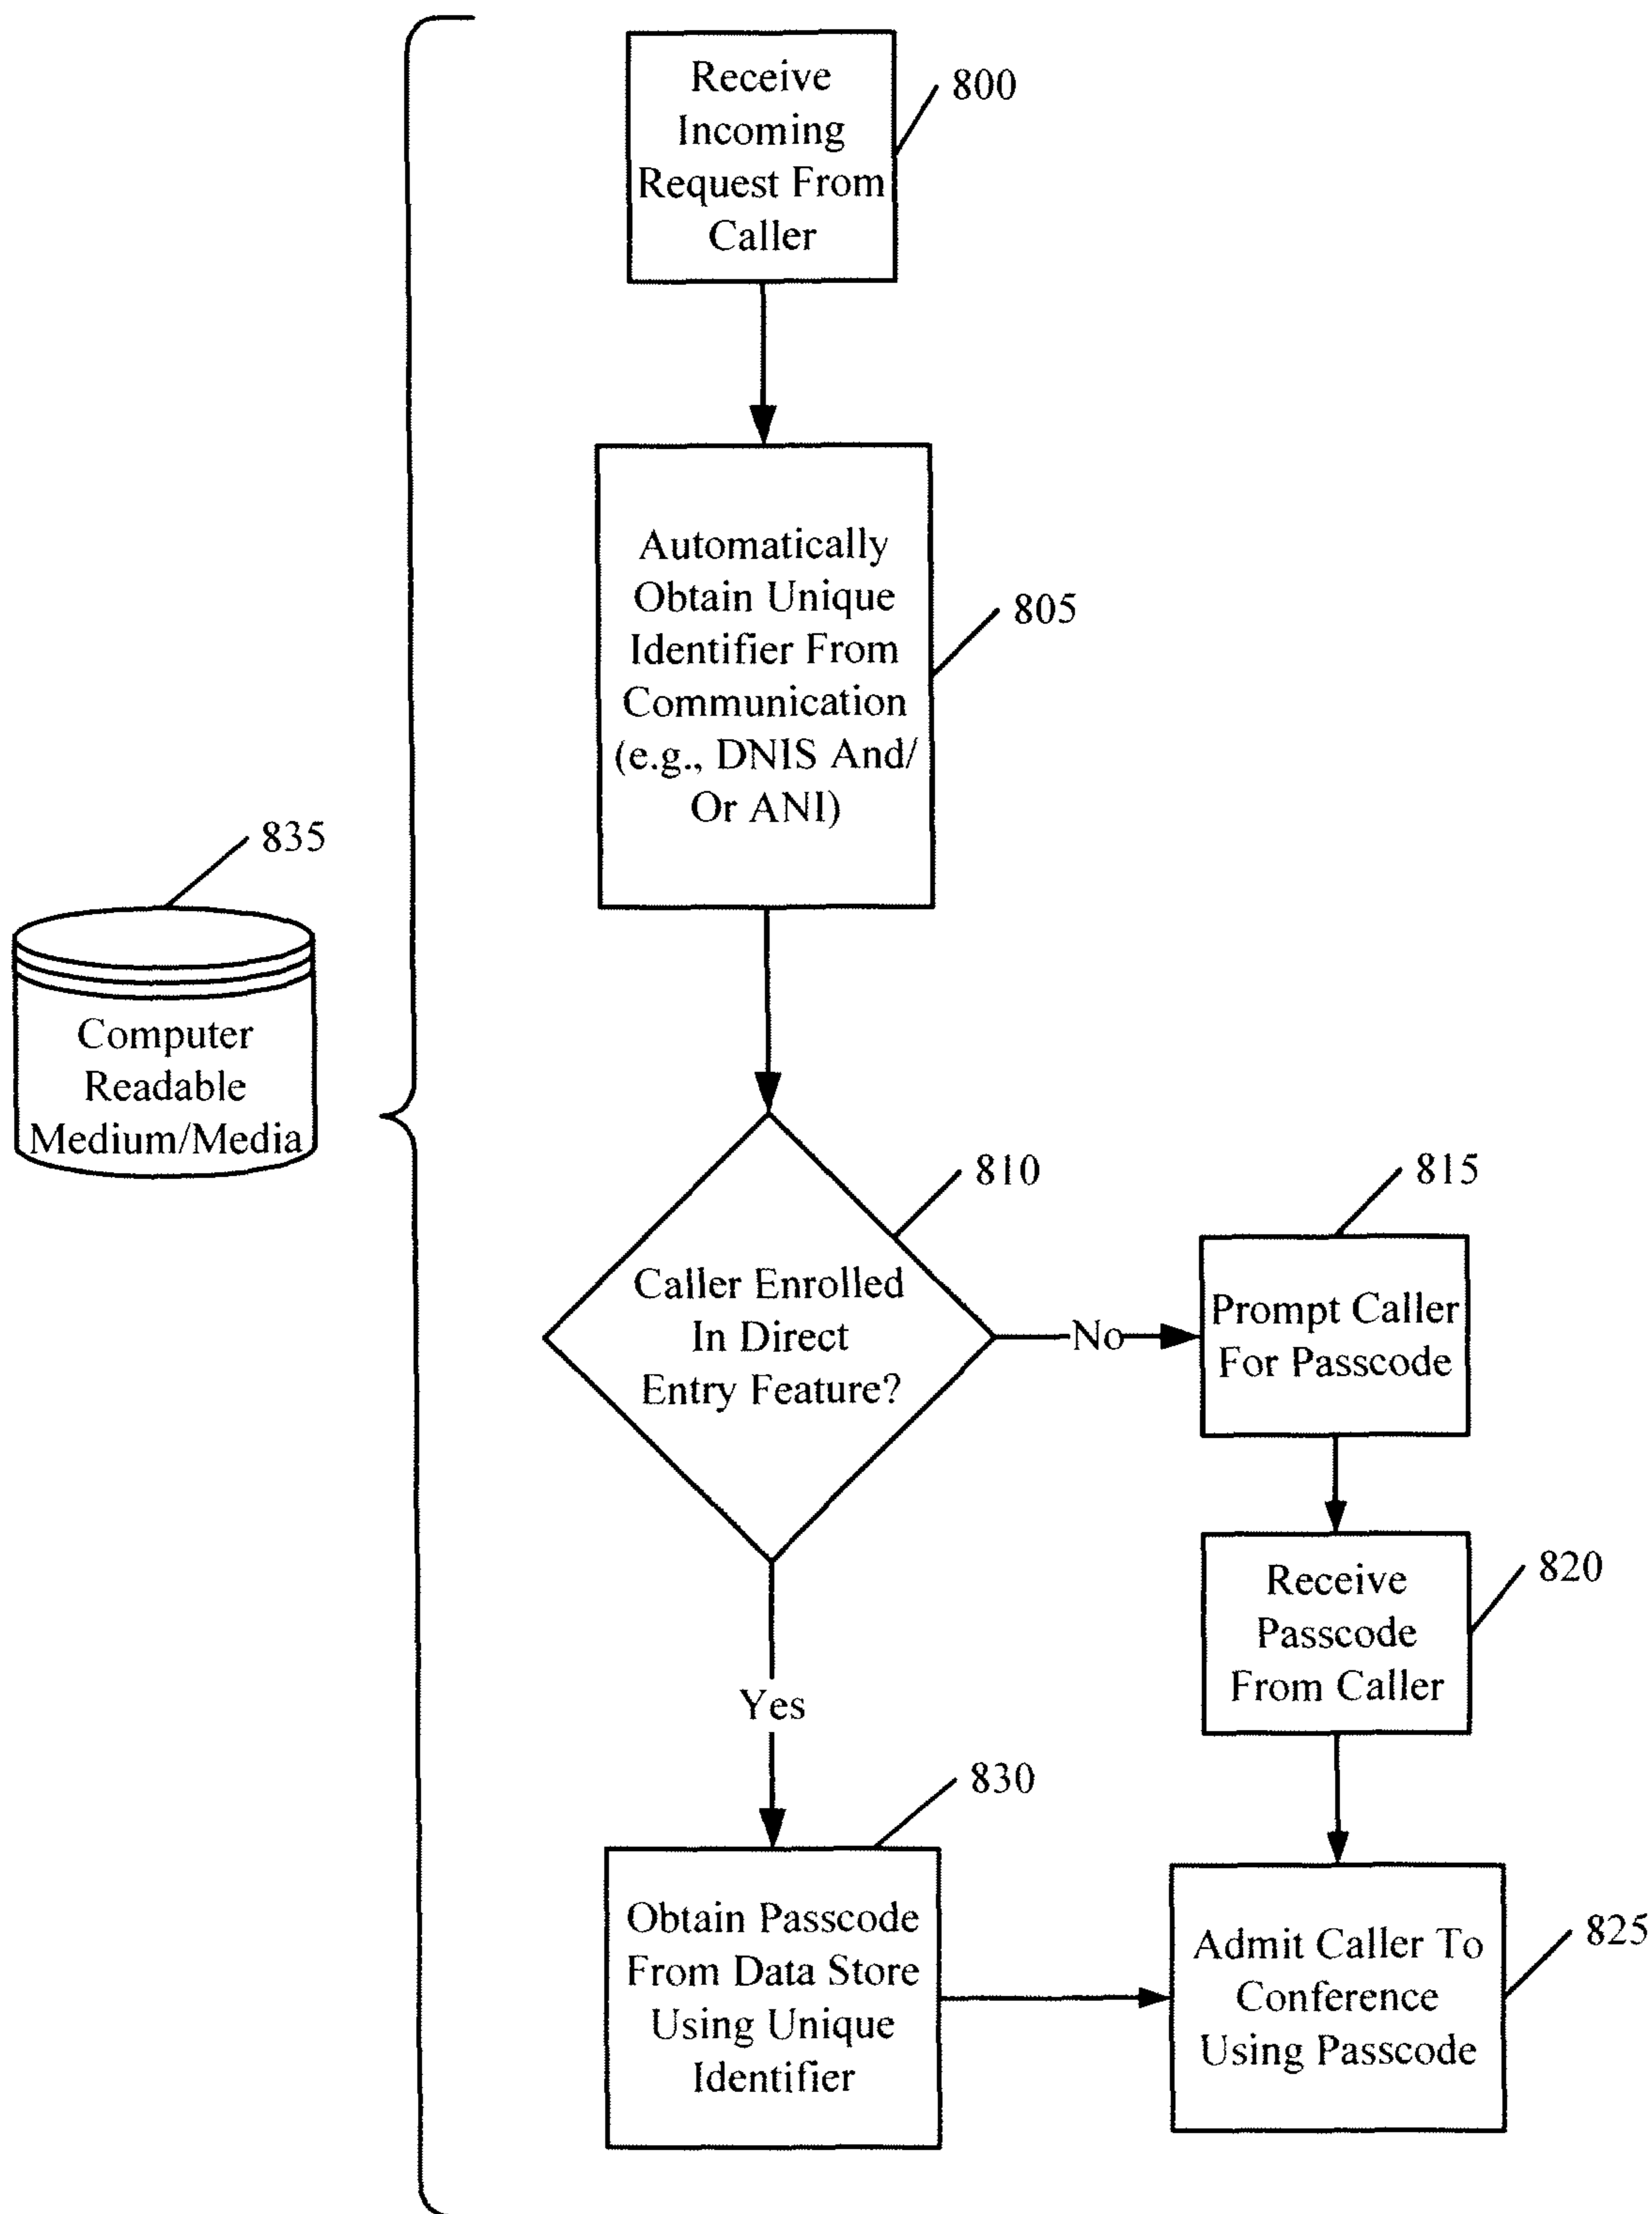 Receive
Incoming
Request From
Caller
800
Automatically
Obtain Unique
Identifier From
Communication
(e.g., DNIS And/
Or ANI)
805
835
Computer
Readable
Medium/Media
810
Caller Enrolled
In Direct
Entry Feature?
No
815
Prompt Caller
For Passcode
Receive
Passcode
From Caller
820
Yes
830
Obtain Passcode
From Data Store
Using Unique
Identifier
Admit Caller To
Conference
Using Passcode
825